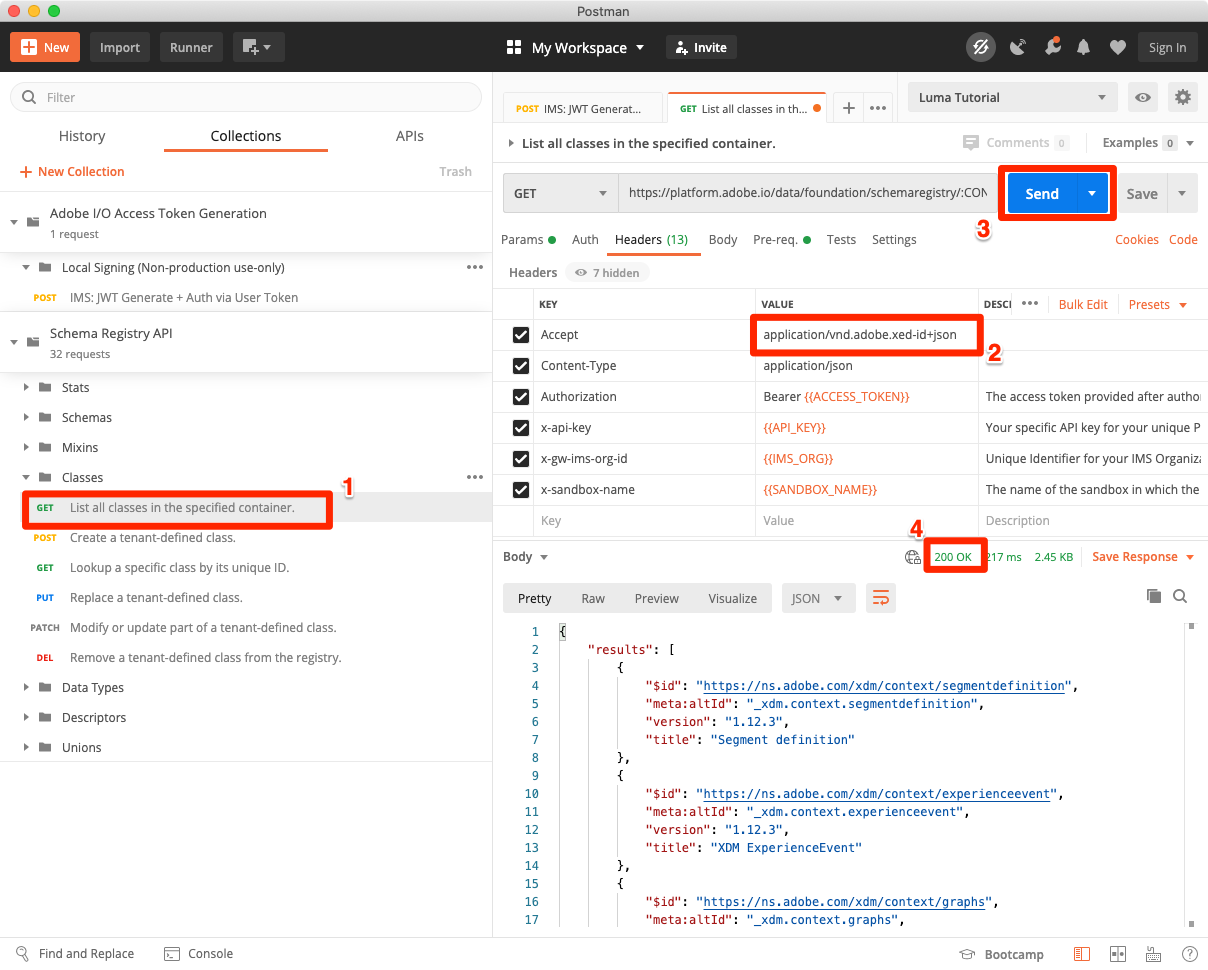 Postman
New
Import
Runner
My Workspace
Invite
Sign In
Filter
History
Collections
APIs
New Collection
Trash
Adobe I/O Access Token Generation
1 request
Local Signing (Non-production use-only)
POST IMS: JWT Generate + Auth via User Token
Schema Registry API
32 requests
Stats
Schemas
Mixins
Classes
1
GET List all classes in the specified container.
POST Create a tenant-defined class.
GET Lookup a specific class by its unique ID.
PUT Replace a tenant-defined class.
PATCH Modify or update part of a tenant-defined class.
DEL Remove a tenant-defined class from the registry.
Data Types
Descriptors
Unions
POST IMS: JWT Generat...
GET List all classes in th...
Luma Tutorial
List all classes in the specified container.
Comments 0
Examples 0
GET
https://platform.adobe.io/data/foundation/schemaregistry/:CON
Send
Save
3
Params
Auth
Headers (13)
Body
Pre-req.
Tests
Settings
Cookies
Code
Headers
7 hidden
KEY
VALUE
DESCI
Bulk Edit
Presets
Accept application/vnd.adobe.xed-id+json
2
Content-Type application/json
Authorization Bearer {{ACCESS_TOKEN}} The access token provided after author
x-api-key {{API_KEY}} Your specific API key for your unique P
x-gw-ims-org-id {{IMS_ORG}} Unique Identifier for your IMS Organiza
x-sandbox-name {{SANDBOX_NAME}} The name of the sandbox in which the
Key Value Description
4
Body
200 OK
217 ms
2.45 KB
Save Response
Pretty
Raw
Preview
Visualize
JSON
1 {
2 "results": [
3 {
4 "$id": "https://ns.adobe.com/xdm/context/segmentdefinition",
5 "meta:altId": "_xdm.context.segmentdefinition",
6 "version": "1.12.3",
7 "title": "Segment definition"
8 },
9 {
10 "$id": "https://ns.adobe.com/xdm/context/experienceevent",
11 "meta:altId": "_xdm.context.experienceevent",
12 "version": "1.12.3",
13 "title": "XDM ExperienceEvent"
14 },
15 {
16 "$id": "https://ns.adobe.com/xdm/context/graphs",
17 "meta:altId": "_xdm.context.graphs",
Find and Replace
Console
Bootcamp